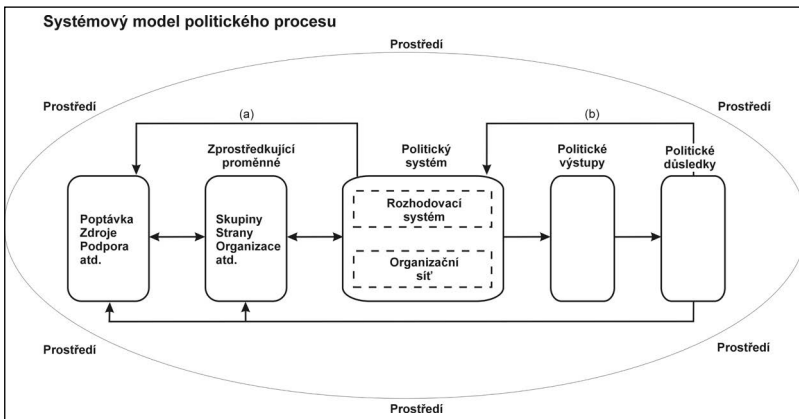 Systémový model politického procesu
Prostředí
Prostředí
Prostředí
(a)
(b)
Zprostředkující
proměnné
Politický
systém
Politické
výstupy
Politické
důsledky
Poptávka
Zdroje
Podpora
atd.
Skupiny
Strany
Organizace
atd.
Rozhodovací
systém
Organizační
síť
Prostředí
Prostředí
Prostředí